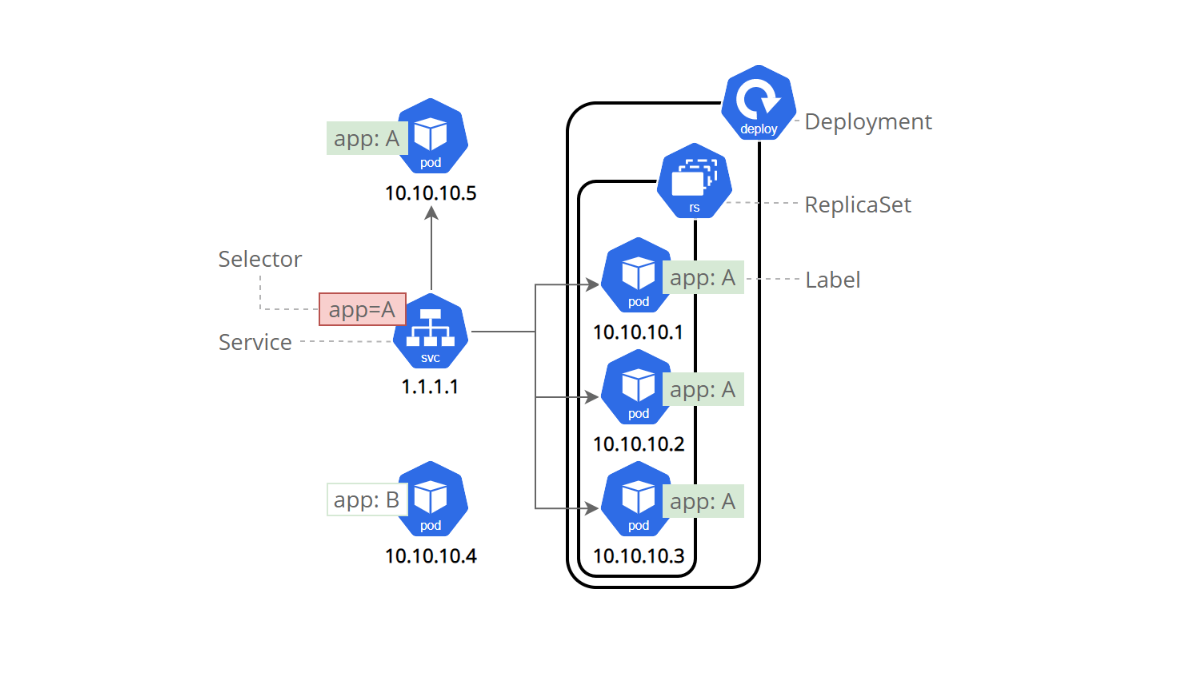 deploy
Deployment
app: A
pod
10.10.10.5
rs
ReplicaSet
Selector
app: A
Label
pod
app=A
10.10.10.1
Service
svc
1.1.1.1
app: A
pod
10.10.10.2
app: B
pod
10.10.10.4
app: A
pod
10.10.10.3